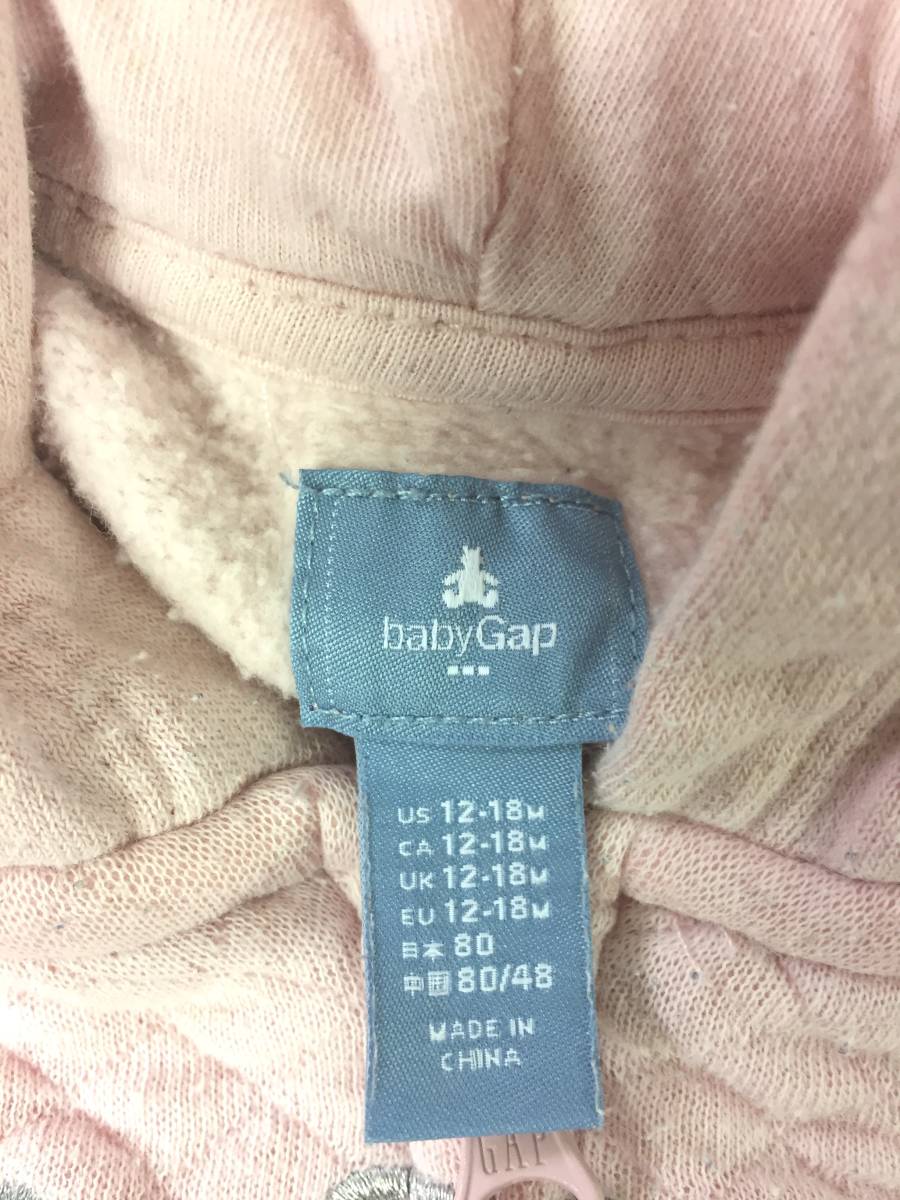 babyGap
US 12-18M
CA 12-18M
UK 12-18M
EU 12-18M
日本 80
中国 80/48
MADE IN
CHINA
GAP